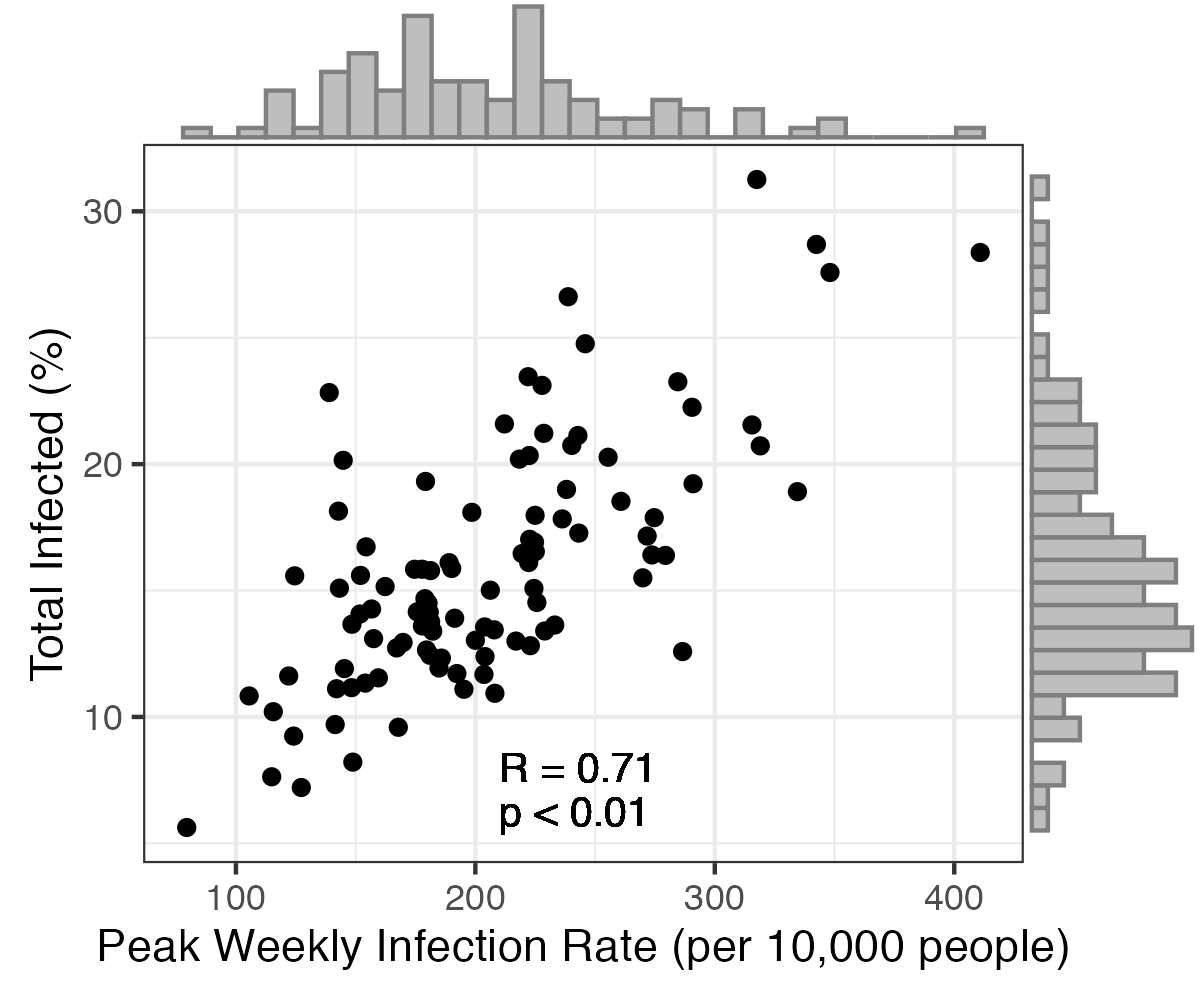 30
20
10
Total Infected (%)
R = 0.71
p < 0.01
100 200 300 400
Peak Weekly Infection Rate (per 10,000 people)